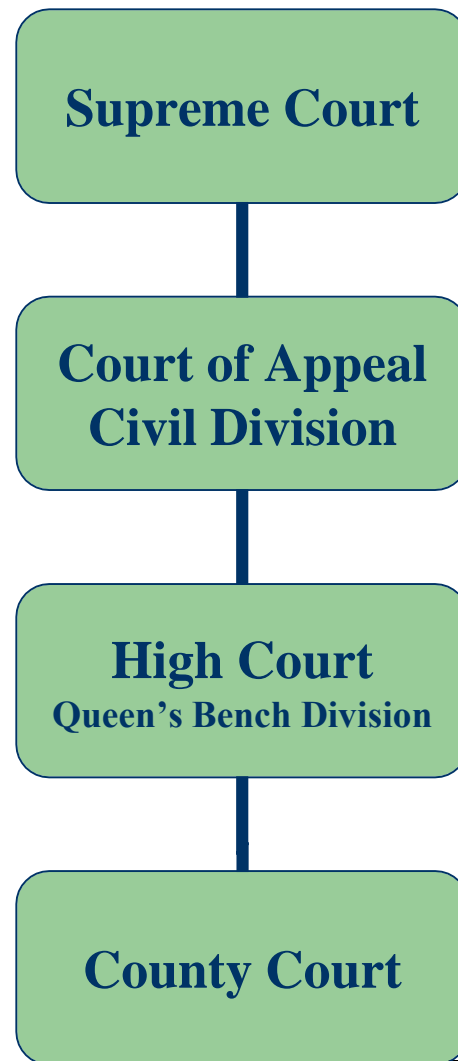 Supreme Court
Court of Appeal
Civil Division
High Court
Queen’s Bench Division
County Court